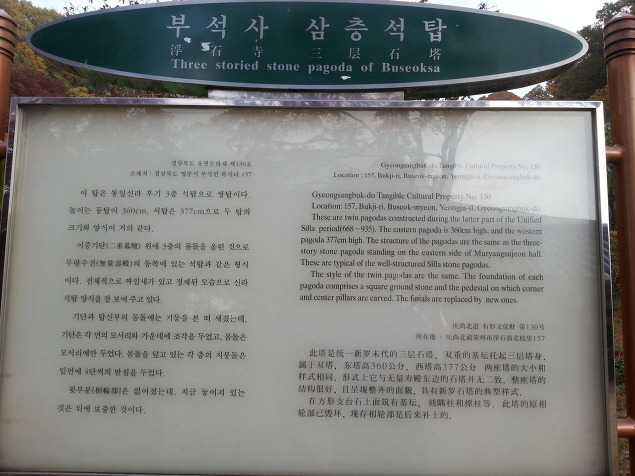 부석사 삼층석탑
浮石寺三层石塔
Three storied stone pagoda of Buseoksa
경상북도 유형문화재 제130호
소재지 : 경상북도 영주시 부석면 북지리 157
이 탑은 통일신라 후기 3층 석탑으로 쌍탑이다.
높이는 동탑이 360cm, 서탑은 377cm으로 두 탑의
크기와 양식이 거의 같다.
이중기단(二重基壇) 위에 3층의 몸돌을 올린 것으로
무량수전(無量壽殿)의 동쪽에 있는 석탑과 같은 형식
이다. 전체적으로 짜임새가 있고 정제된 모습으로 신라
석탑 양식을 잘 보여 주고 있다.
기단과 탑신부의 몸돌에는 기둥을 본 떠 새겼는데,
기단은 각 면의 모서리와 가운데에 조각을 두었고, 몸돌은
모서리에만 두었다. 몸돌을 덮고 있는 각 층의 지붕돌은
밑면에 4단씩의 받침을 두었다.
윗부분(相輪部)은 없어졌는데, 지금 놓여져 있는
것은 뒤에 보충한 것이다.
Gyeongsangbuk-do Tangible Cultural Property No. 130
Location : 157, Bukji-ri, Buseok-myeon, Yeongju-si, Gyeongsangbuk-do
Gyeongsangbuk-do Tangible Cultural Property No. 130
Location: 157, Bukji-ri, Buseok-myeon, Yeongju-si, Gyeongsangbuk-do
These are twin pagodas constructed during the latter part of the Unified
Silla period(668~935). The eastern pagoda is 360km high, and the western
pagoda 377km high. The structure of the pagodas are the same as the three-
story stone pagoda standing on the eastern side of Muryangsujeon hall.
These are typical of the well-structured Silla stone pagodas.
The style of the twin pagodas are the same. The foundation of each
pagoda comprises a square ground stone and the pedestal on which corner
and center pillars are carved. The finials are replaced by new ones.
庆尚北道 有形文化财 第130号
所在地 : 庆尚北道荣州市浮石面北枝里157
此塔是统一新罗末代的三层石塔，双重的基坛托起三层塔身.
属于双塔，东塔高360公分，西塔高377公分 两座塔的大小和
样式相同。形式上它与无量寿殿东边的石塔并无二致. 整座塔的
结构很好，且呈现整齐的面貌，具有新罗石塔的典型样式.
在方形支台石上面筑有基坛，刻隅柱和撑柱等. 此塔的原相
轮部已毁坏，现存相轮部是后来补上的.